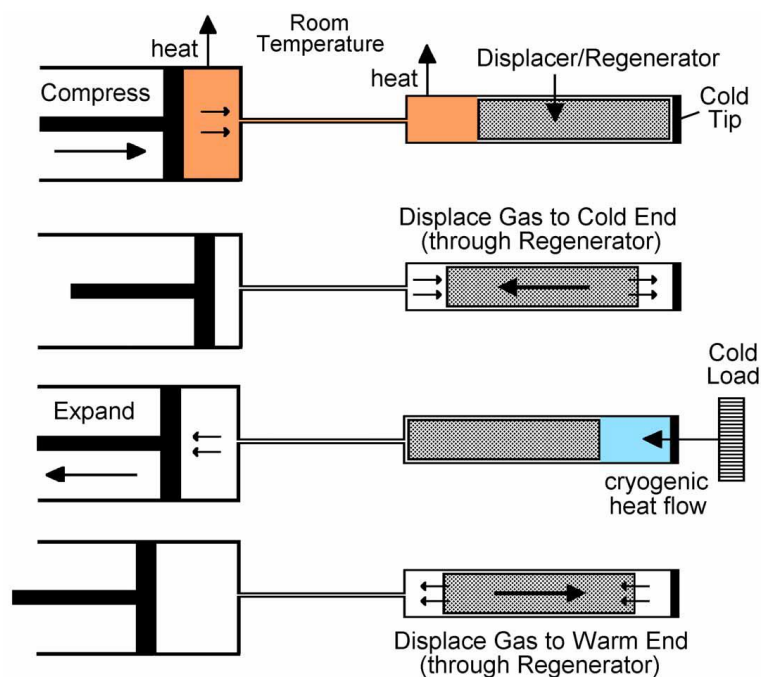 Room
Temperature
heat
Compress
heat
Displacer/Regenerator
Cold
Tip
Displace Gas to Cold End
(through Regenerator)
Cold
Load
Expand
cryogenic
heat flow
Displace Gas to Warm End
(through Regenerator)